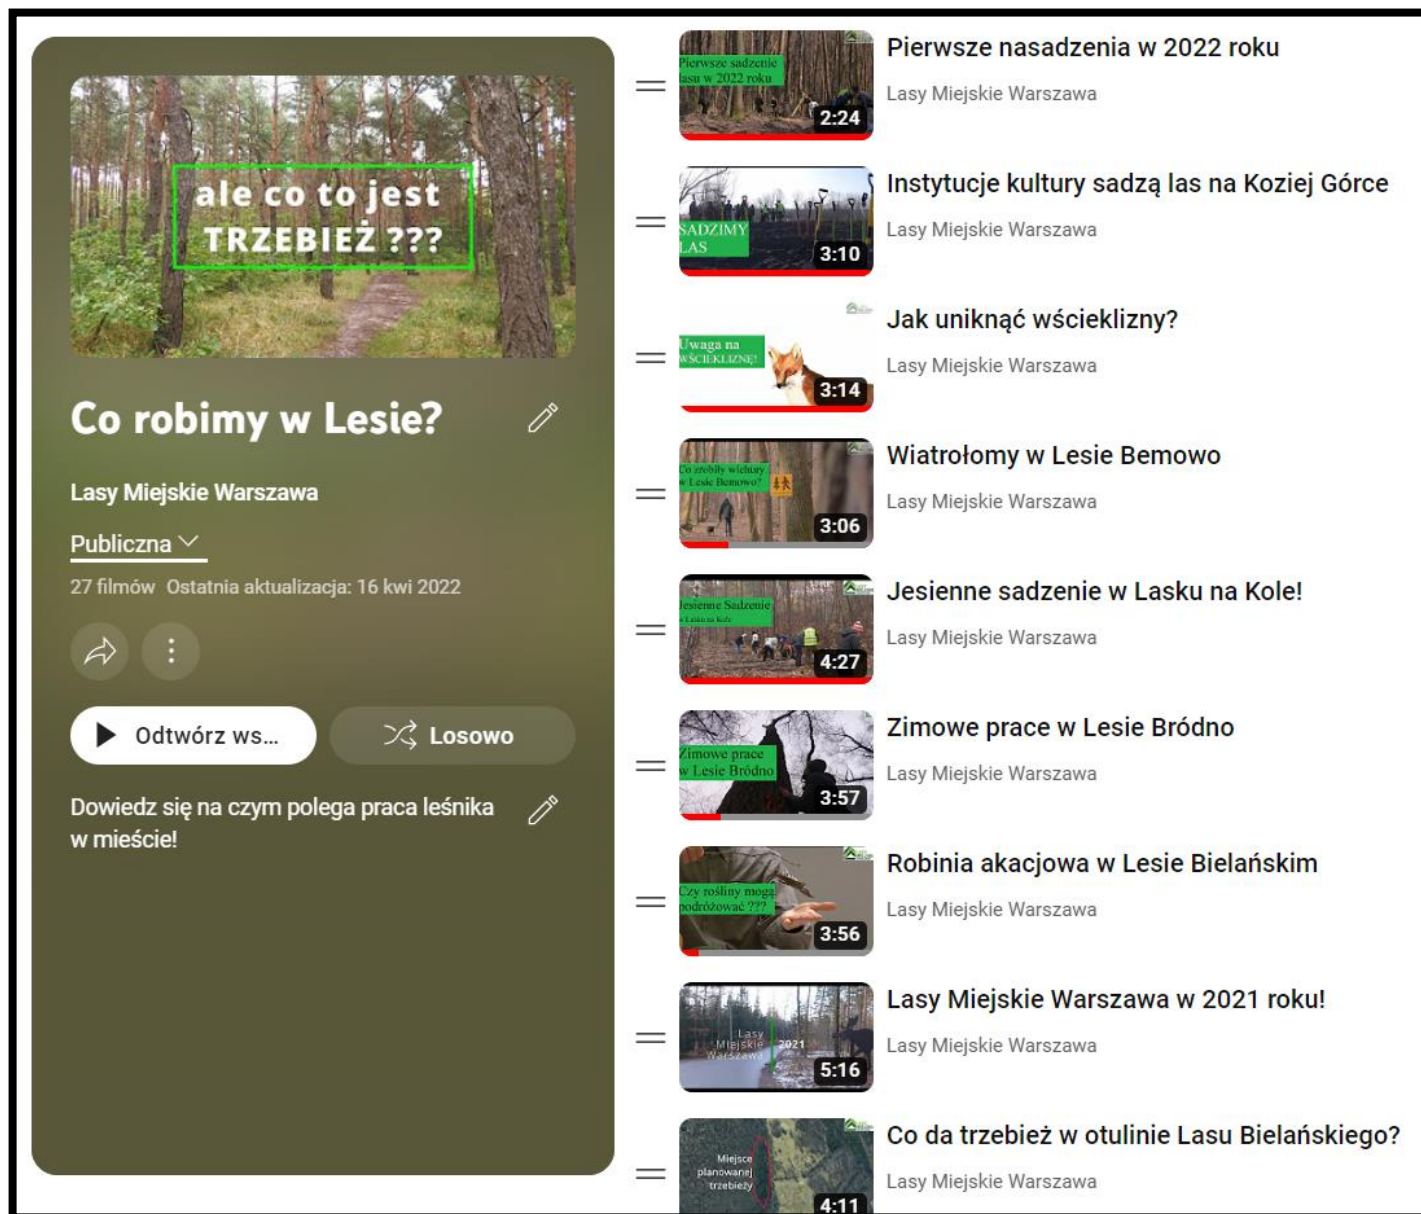 ale co to jest
TRZEBIEŻ ???
Co robimy w Lesie?
Lasy Miejskie Warszawa
Publiczna
27 filmów Ostatnia aktualizacja: 16 kwi 2022
Odtwórz ws...
Losowo
Dowiedz się na czym polega praca leśnika
w mieście!
Pierwsze sadzenie
lasu w 2022 roku
2:24
Pierwsze nasadzenia w 2022 roku
Lasy Miejskie Warszawa
SADZIMY
LAS
3:10
Instytucje kultury sadzą las na Koziej Górce
Lasy Miejskie Warszawa
Uwaga na
WŚCIEKLIZNĘ!
3:14
Jak uniknąć wścieklizny?
Lasy Miejskie Warszawa
Co zrobiły wichury
w Lesie Bemowo?
3:06
Wiatrołomy w Lesie Bemowo
Lasy Miejskie Warszawa
Jesienne Sadzenie
w Lasku na Kole
4:27
Jesienne sadzenie w Lasku na Kole!
Lasy Miejskie Warszawa
Zimowe prace
w Lesie Bródno
3:57
Zimowe prace w Lesie Bródno
Lasy Miejskie Warszawa
Czy rośliny mogą
podróżować ???
3:56
Robinia akacjowa w Lesie Bielańskim
Lasy Miejskie Warszawa
Lasy
Miejskie
Warszawa
2021
5:16
Lasy Miejskie Warszawa w 2021 roku!
Lasy Miejskie Warszawa
Miejsce
planowanej
trzebieży
4:11
Co da trzebież w otulinie Lasu Bielańskiego?
Lasy Miejskie Warszawa